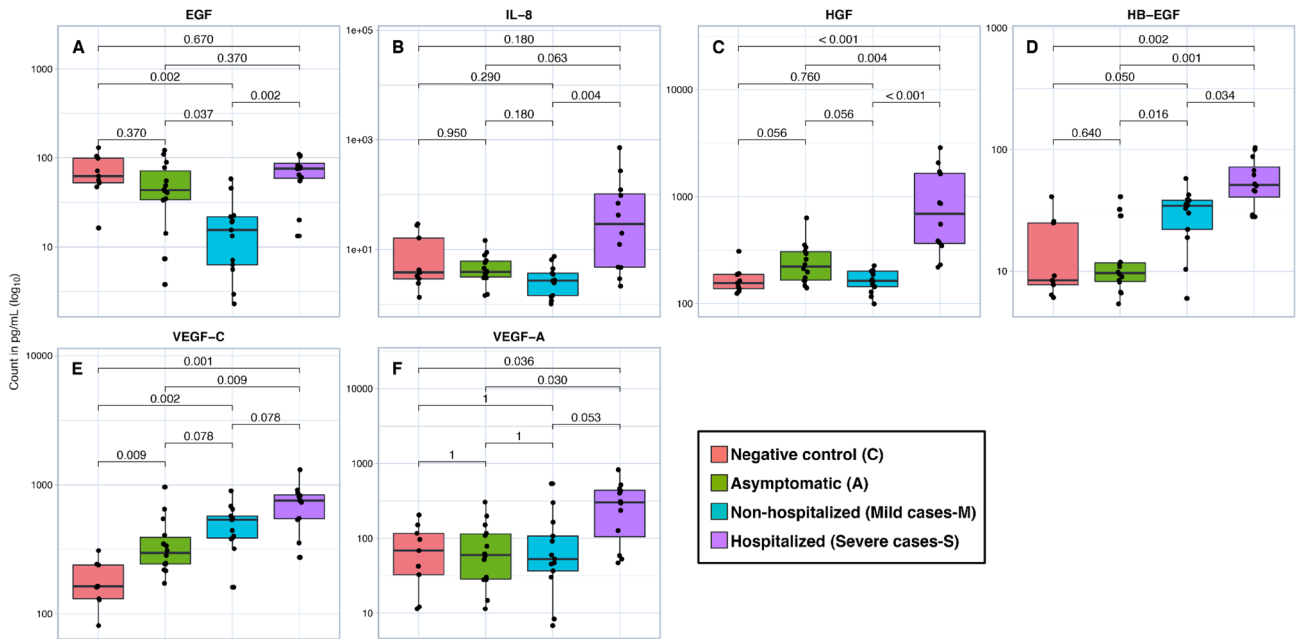 EGF
A
0.670
0.370
0.002
0.002
0.037
0.370
1000
100
10
IL−8
B
0.180
0.063
0.290
0.004
0.180
0.950
1e+05
1e+03
1e+01
HGF
C
< 0.001
0.004
0.760
< 0.001
0.056
0.056
10000
1000
100
HB−EGF
D
0.002
0.001
0.050
0.034
0.016
0.640
1000
100
10
Count in pg/mL (log10)
VEGF−C
E
0.001
0.009
0.002
0.078
0.078
0.009
10000
1000
100
VEGF−A
F
0.036
0.030
1
0.053
1
1
10000
1000
100
10
Negative control (C)
Asymptomatic (A)
Non-hospitalized (Mild cases-M)
Hospitalized (Severe cases-S)